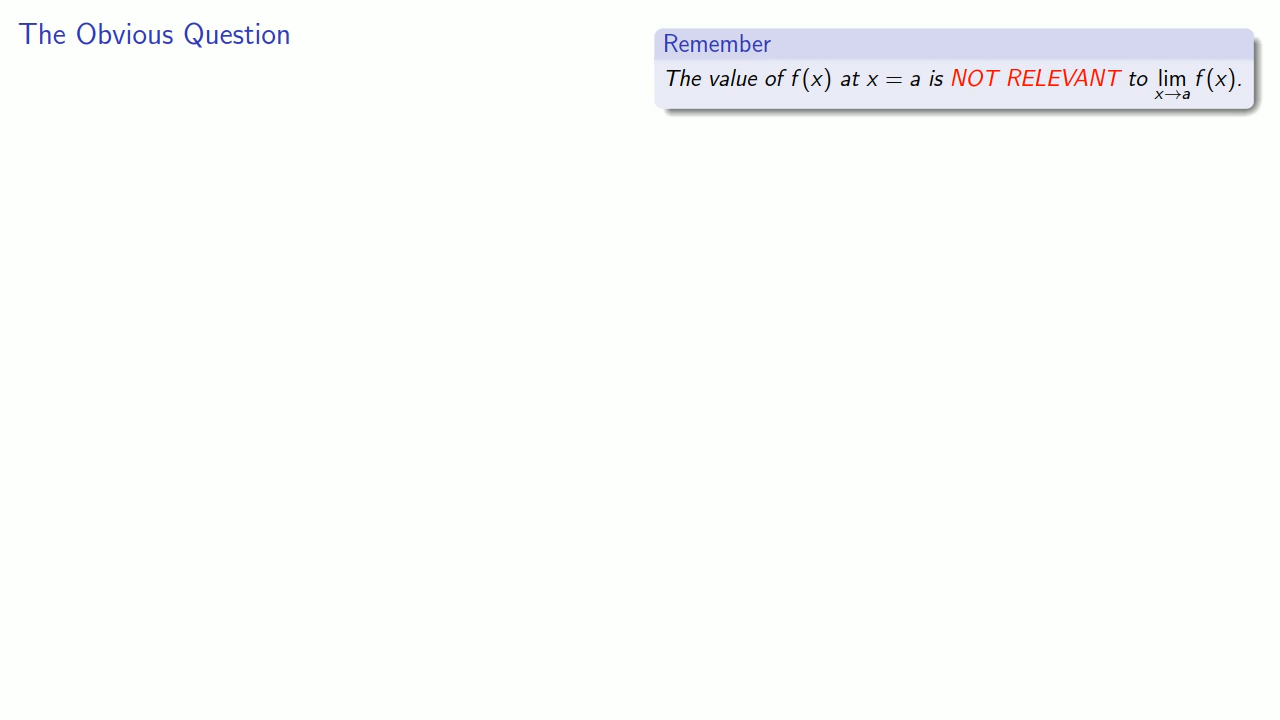 The Obvious Question
Remember
The value of f(x) at x = a is NOT RELEVANT to lim f(x).
x→a